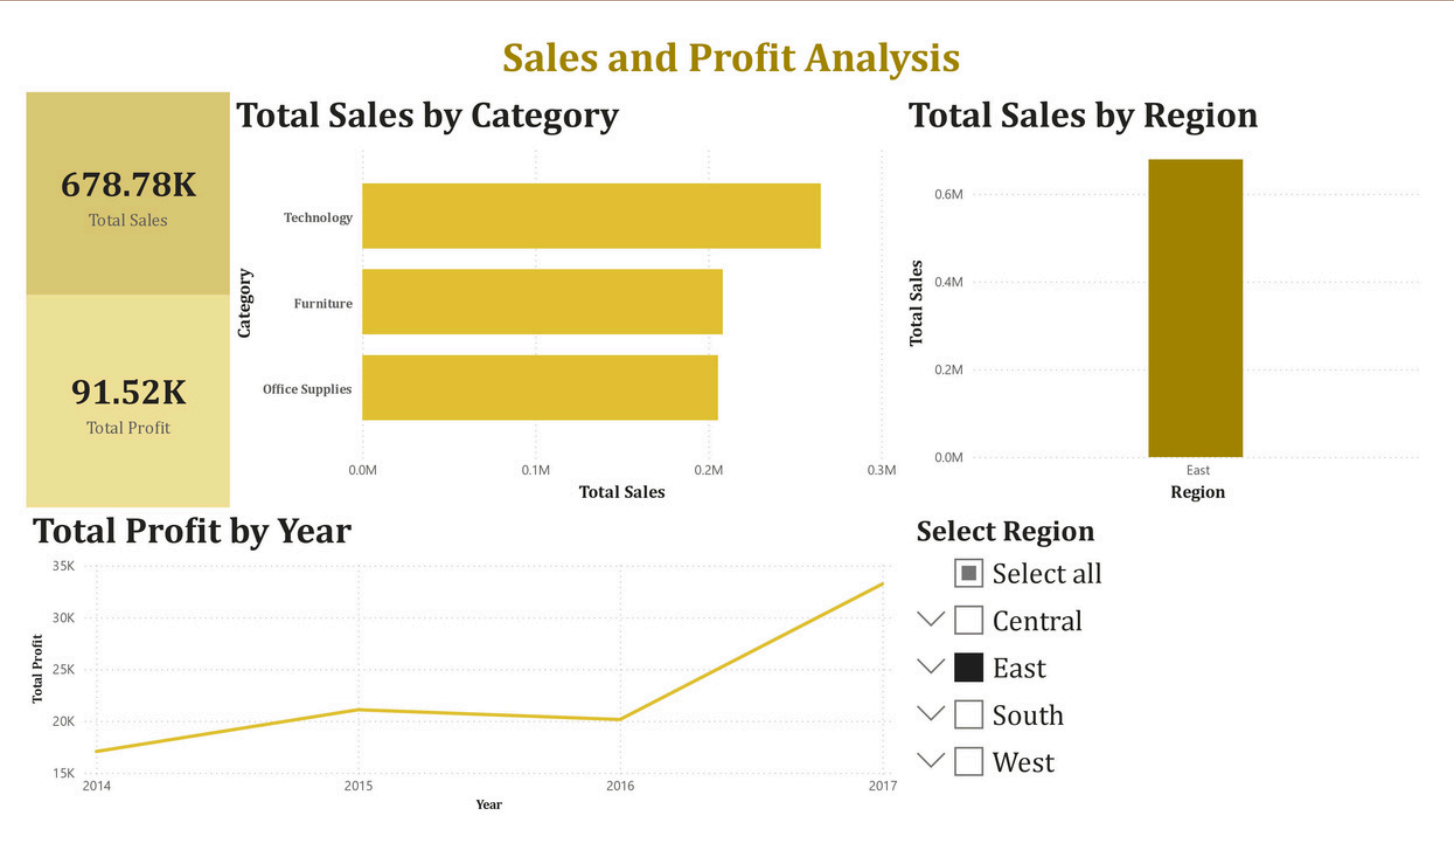 Sales and Profit Analysis
678.78K
Total Sales
91.52K
Total Profit
Total Sales by Category
Category
Technology
Furniture
Office Supplies
0.0M 0.1M 0.2M 0.3M
Total Sales
Total Sales by Region
Total Sales
0.6M
0.4M
0.2M
0.0M
East
Region
Total Profit by Year
Total Profit
35K
30K
25K
20K
15K
2014 2015 2016 2017
Year
Select Region
Select all
Central
East
South
West